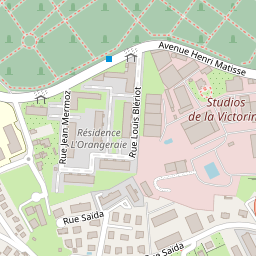 Avenue Henri Matisse
Rue Jean Mermoz
Rue Louis Blériot
Studios
de la Victorin
Résidence
L'Orangeraie
Rue Saïda
Rue Saïda